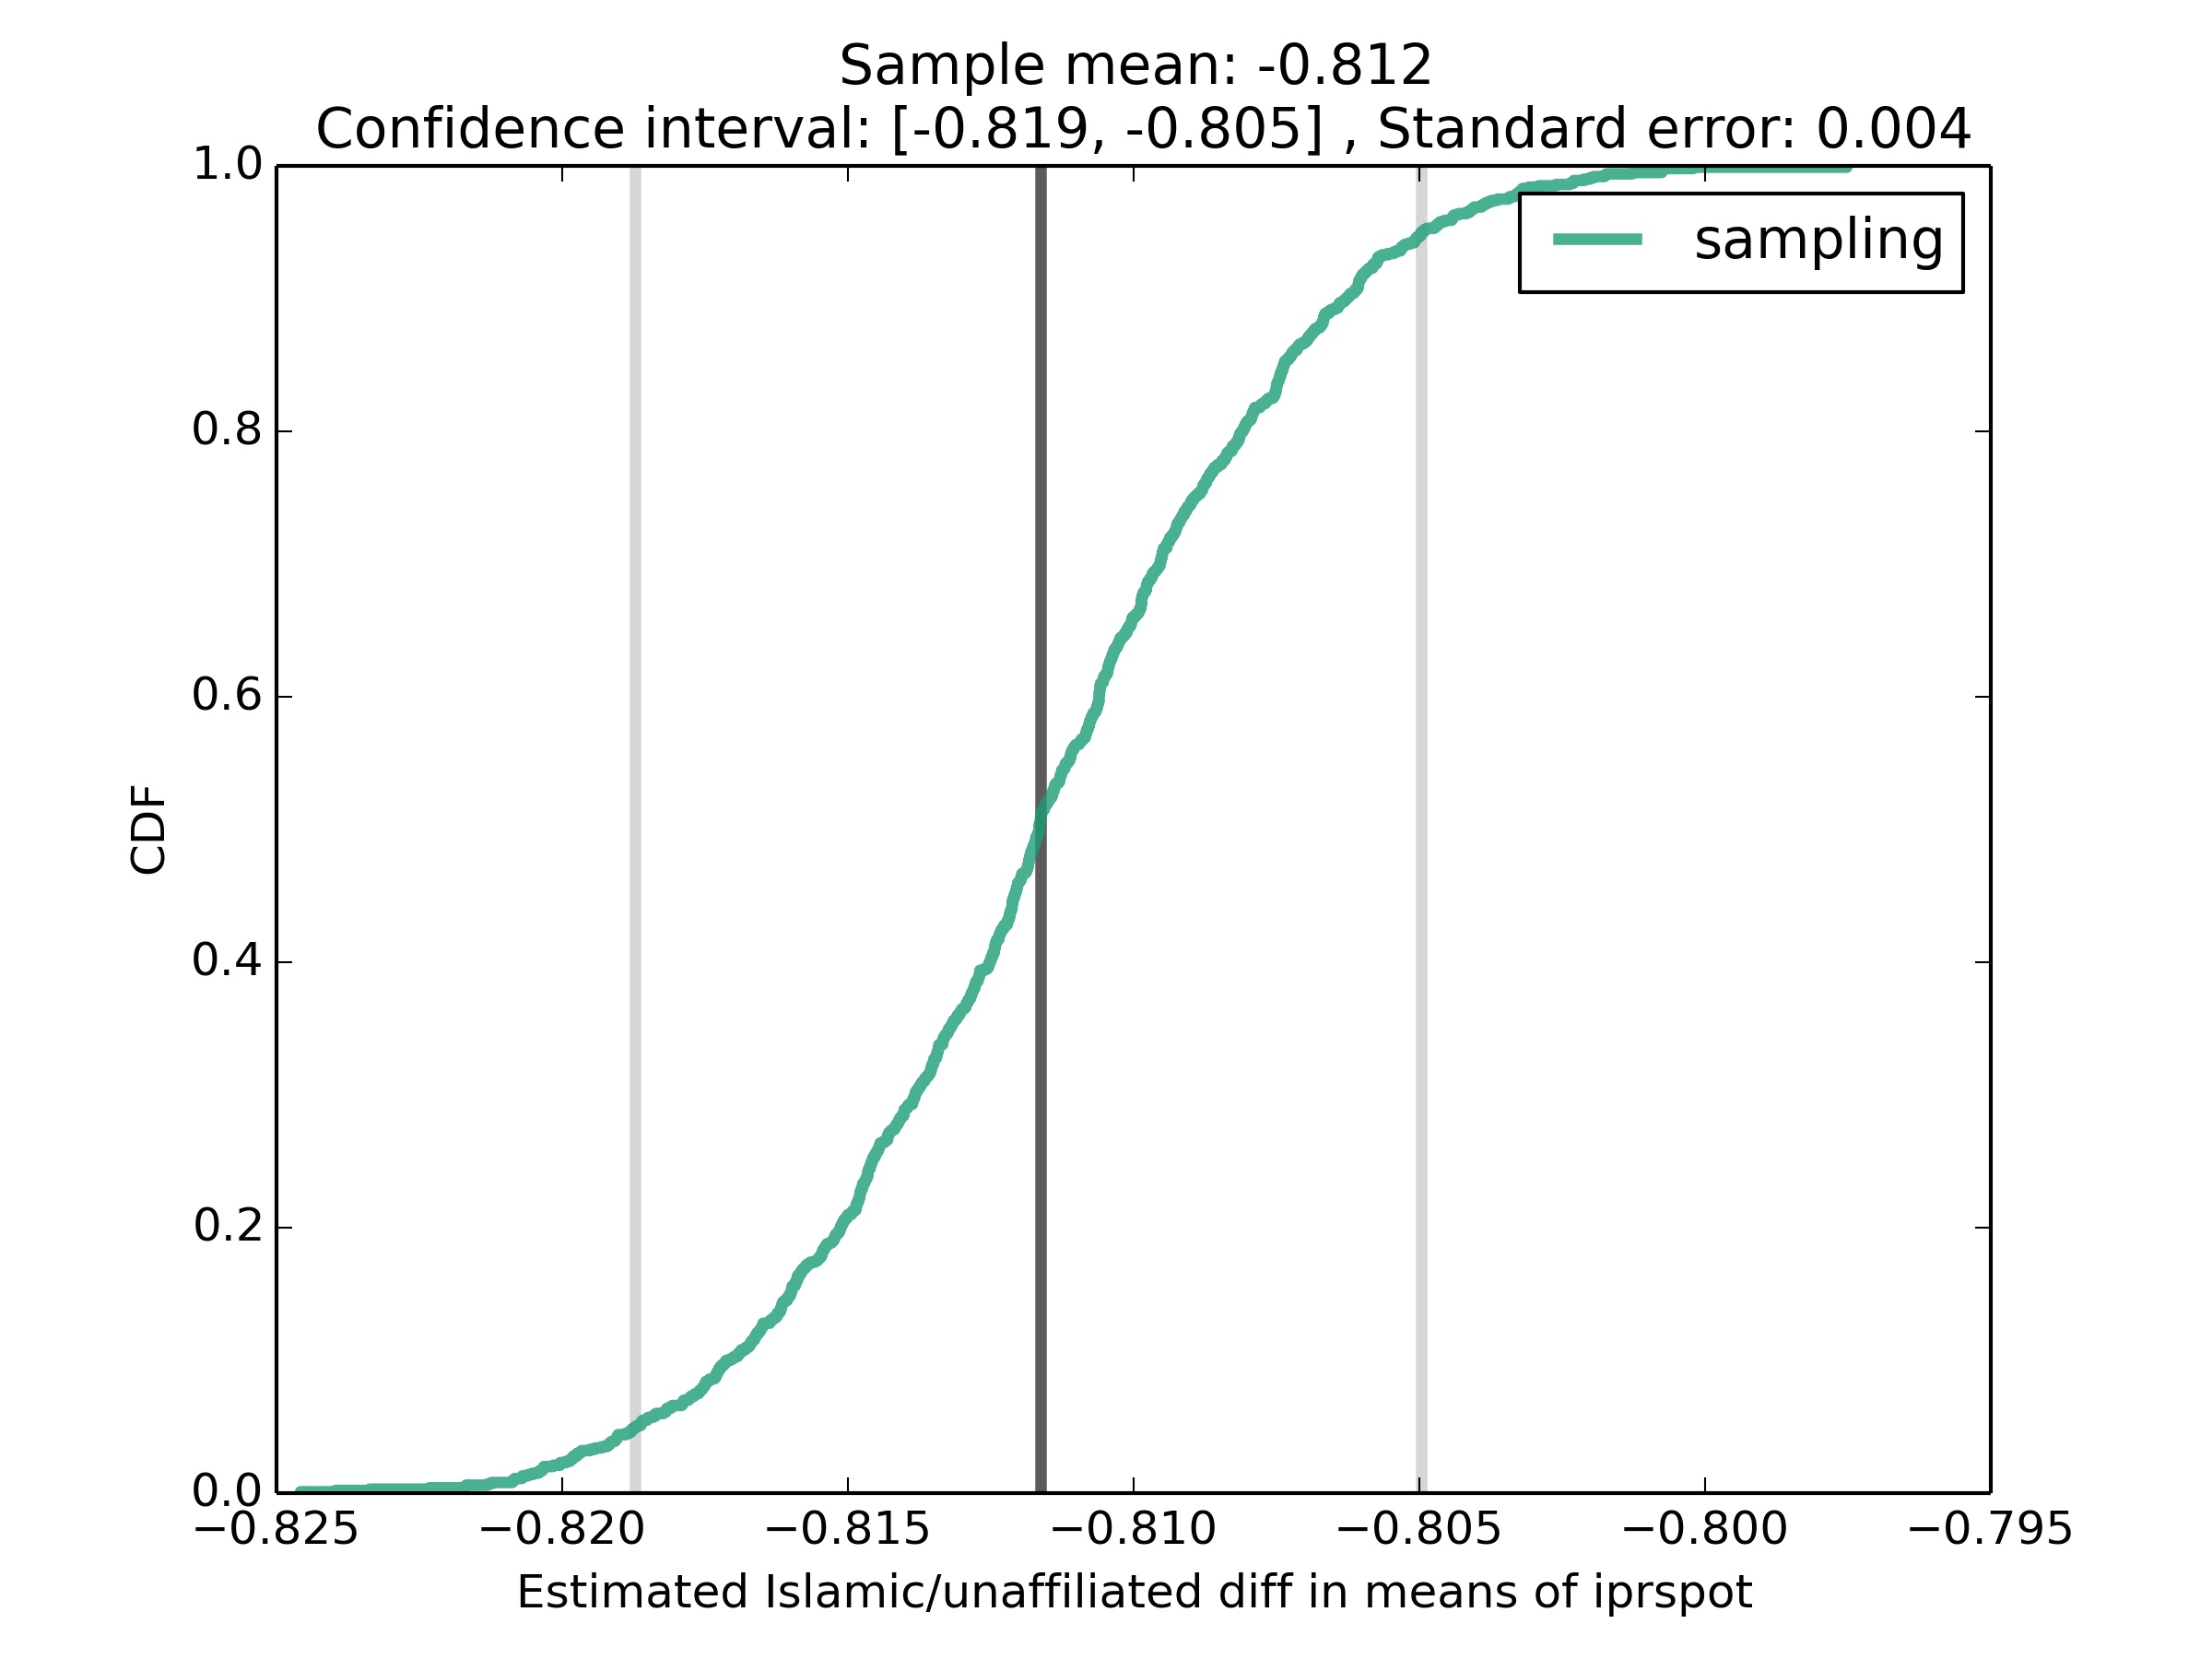 Sample mean: -0.812
Confidence interval: [-0.819, -0.805] , Standard error: 0.004
sampling
1.0
0.8
0.6
0.4
0.2
0.0
CDF
−0.825 −0.820 −0.815 −0.810 −0.805 −0.800 −0.795
Estimated Islamic/unaffiliated diff in means of iprspot